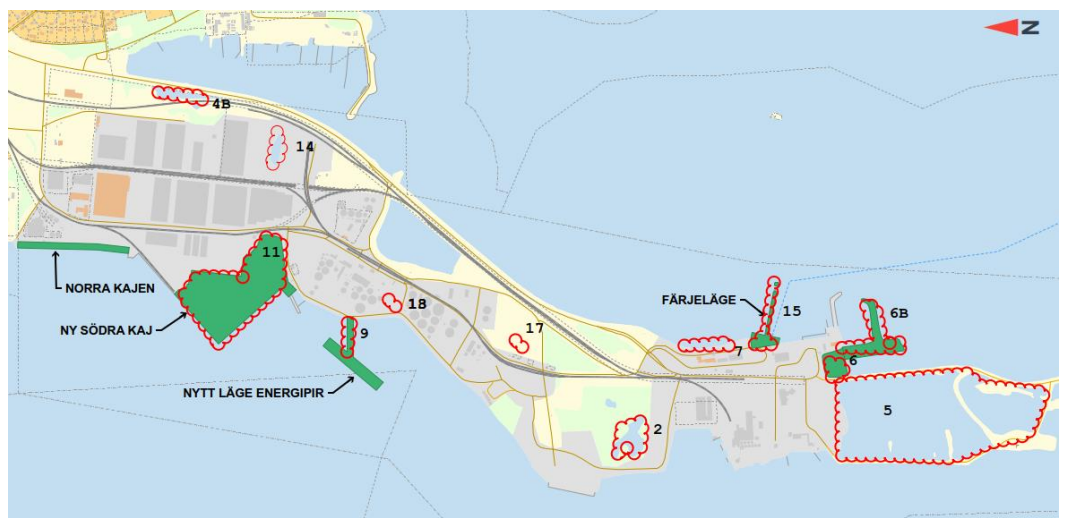 N
4B
14
11
NORRA KAJEN
FÄRJELÄGE
15
6B
18
NY SÖDRA KAJ
9
17
7
6
NYTT LÄGE ENERGIPIR
5
2